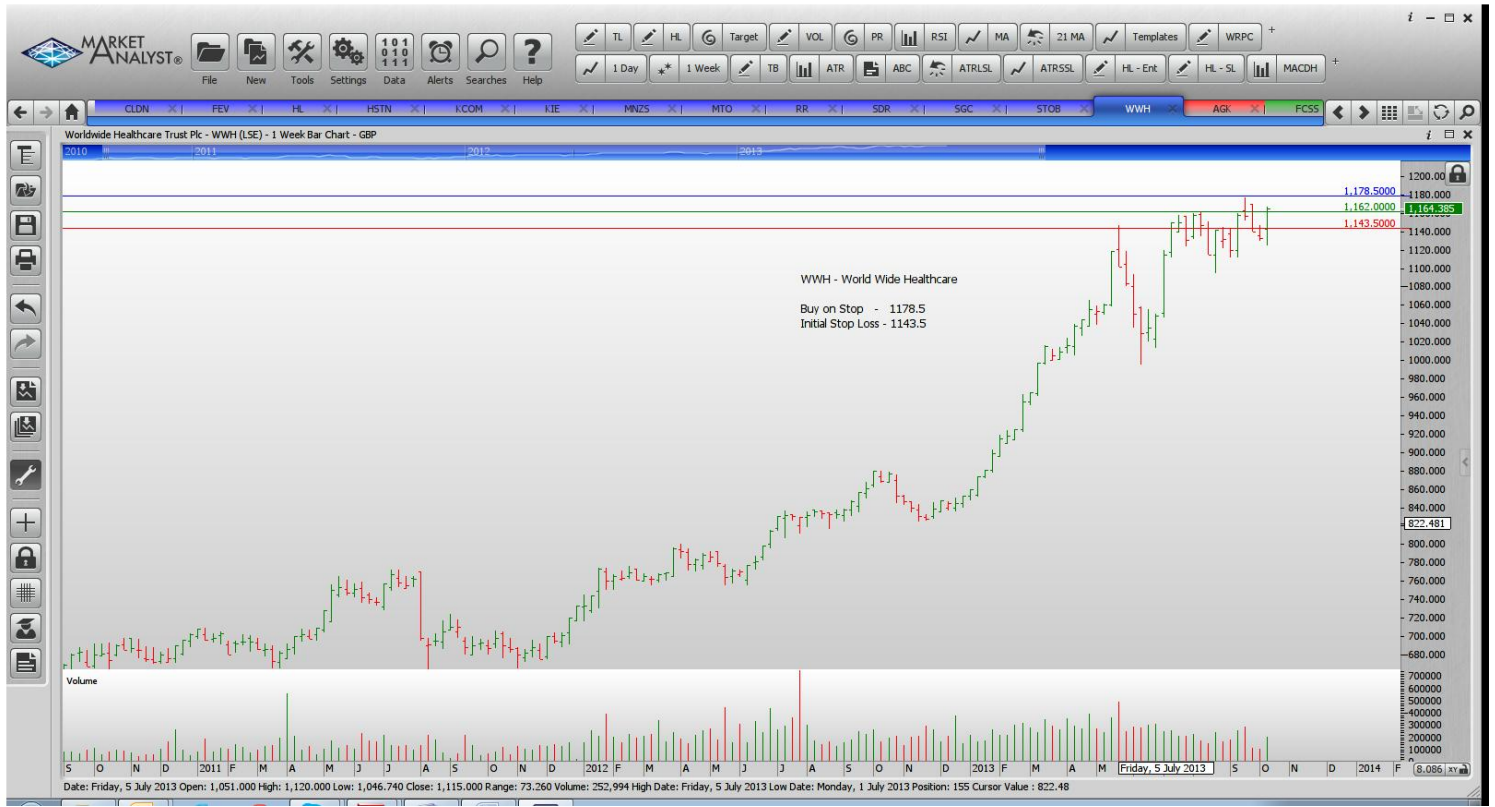 i
MARKET ANALYST®
File New Tools Settings Data Alerts Searches Help
101 010 111
TL HL Target VOL PR RSI MA 21 MA Templates WRPC +
1 Day 1 Week TB ATR ABC ATRLSL ATRSSL HL - Ent HL - SL MACDH +
CLDN FEV HL HSTN KCOM KIE MNZS MTO RR SDR SGC STOB WWH AGK FCSS
Worldwide Healthcare Trust Plc - WWH (LSE) - 1 Week Bar Chart - GBP
i
2010 2011 2012 2013
1200.00
1,178.5000
1180.000
1,162.0000
1,164.385
1,143.5000
1140.000
1120.000
1100.000
1080.000
1060.000
1040.000
1020.000
1000.000
980.000
960.000
940.000
920.000
900.000
880.000
860.000
840.000
822.481
800.000
780.000
760.000
740.000
720.000
700.000
680.000
WWH - World Wide Healthcare
Buy on Stop - 1178.5
Initial Stop Loss - 1143.5
Volume
700000
600000
500000
400000
300000
200000
100000
S O N D 2011 F M A M J J A S O N D 2012 F M A M J J A S O N D 2013 F M A M Friday, 5 July 2013 S O N D 2014 F 8.086 XY
Date: Friday, 5 July 2013 Open: 1,051.000 High: 1,120.000 Low: 1,046.740 Close: 1,115.000 Range: 73.260 Volume: 252,994 High Date: Friday, 5 July 2013 Low Date: Monday, 1 July 2013 Position: 155 Cursor Value : 822.48